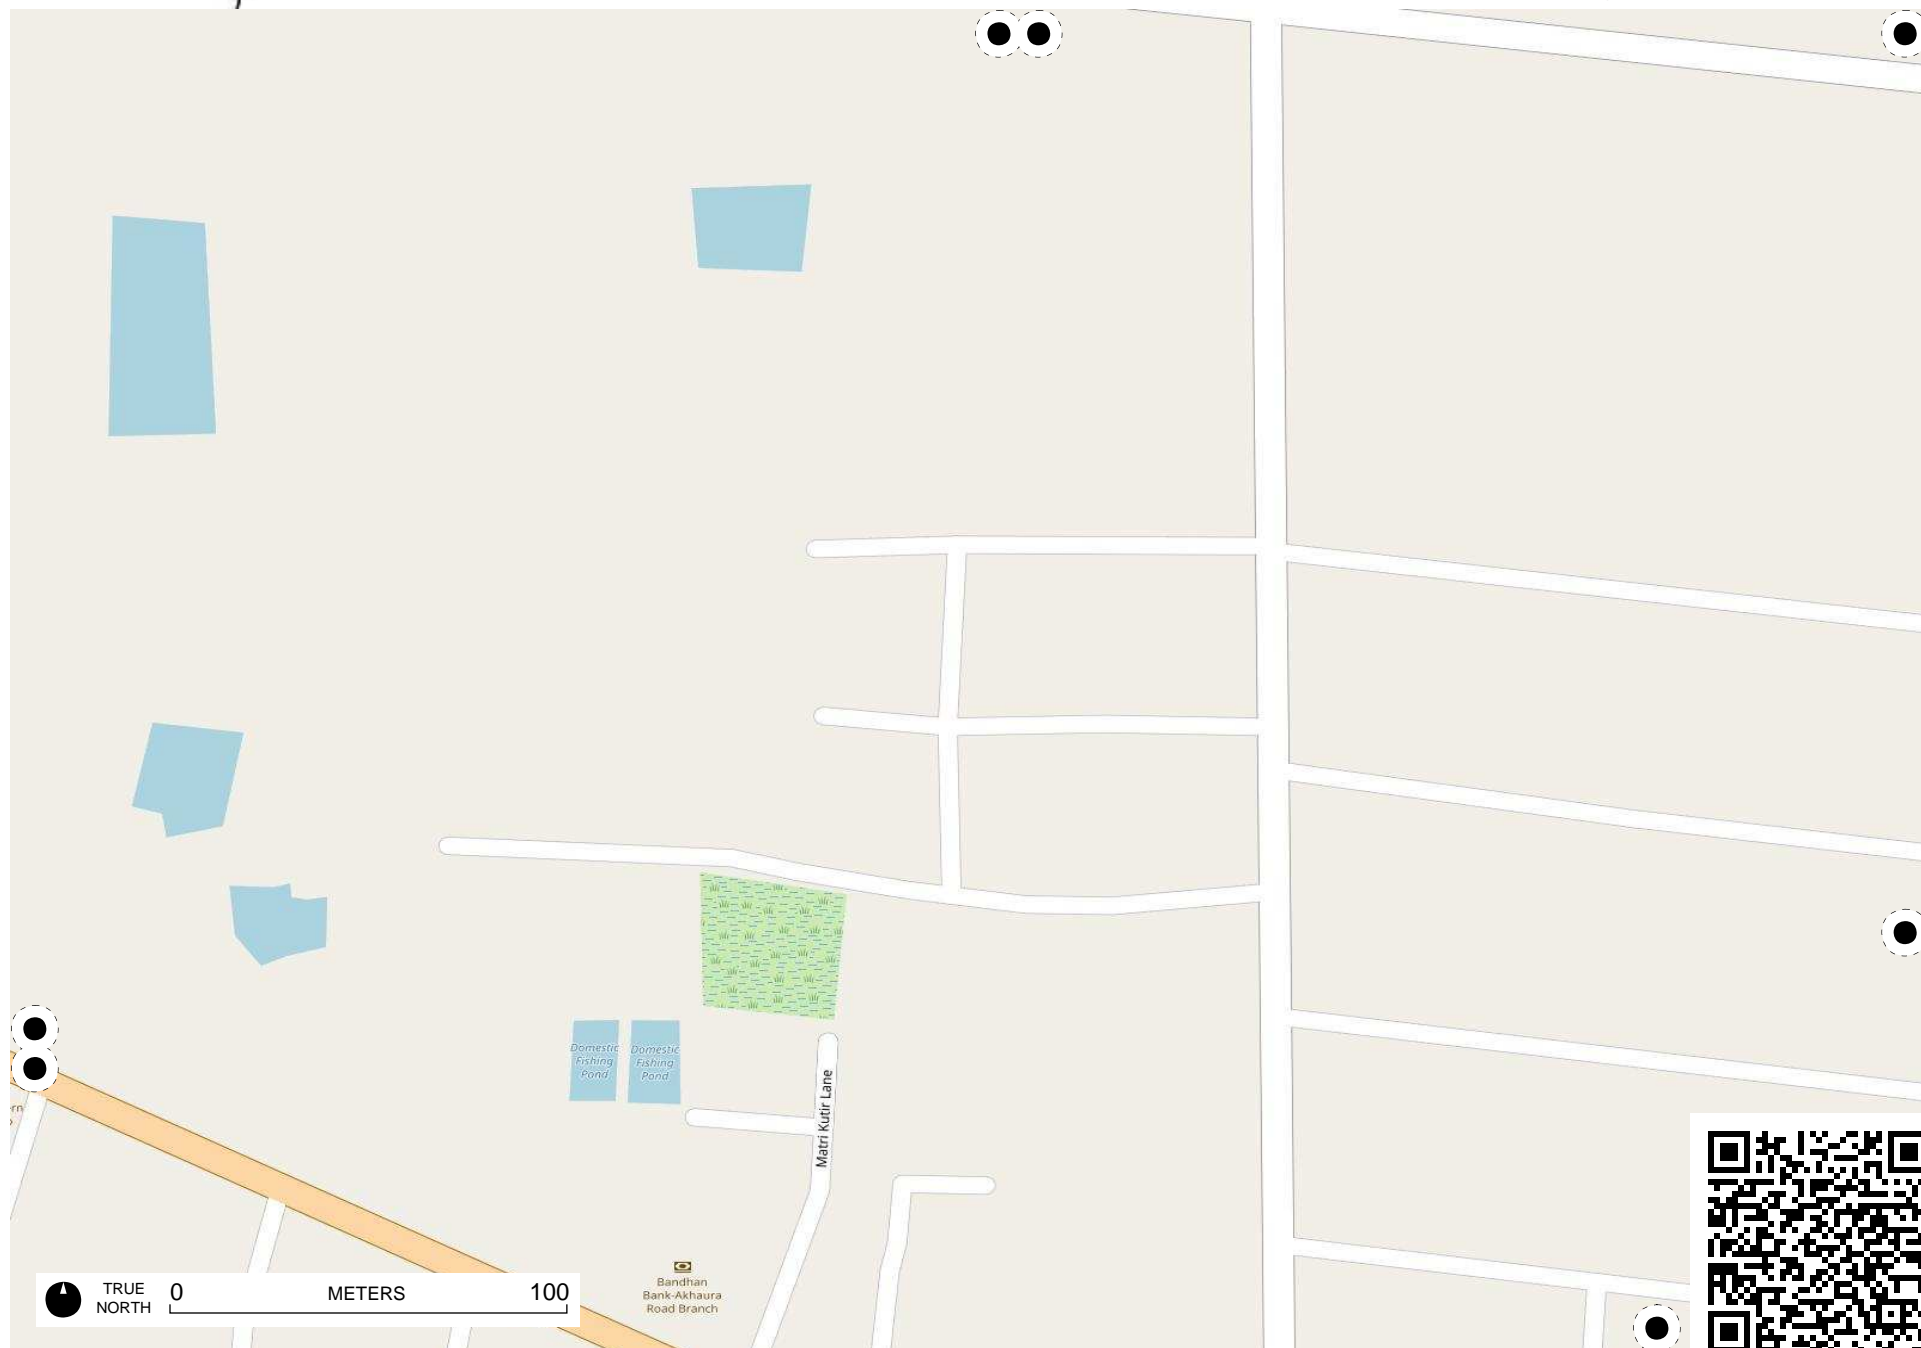 Domestic
Fishing
Pond
Domestic
Fishing
Pond
Matri Kutir Lane
Bandhan
Bank-Akhaura
Road Branch
TRUE
NORTH
0 METERS 100